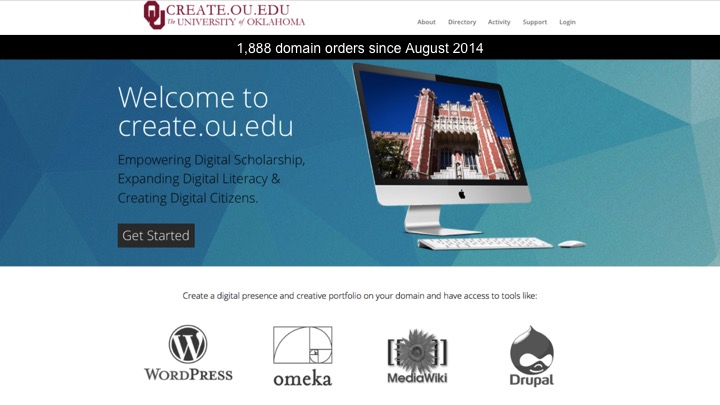 CREATE.OU.EDU
The UNIVERSITY of OKLAHOMA
About Directory Activity Support Login
1,888 domain orders since August 2014
Welcome to
create.ou.edu
Empowering Digital Scholarship,
Expanding Digital Literacy &
Creating Digital Citizens.
Get Started
Create a digital presence and creative portfolio on your domain and have access to tools like:
WORDPRESS
omeka
MediaWiki
Drupal